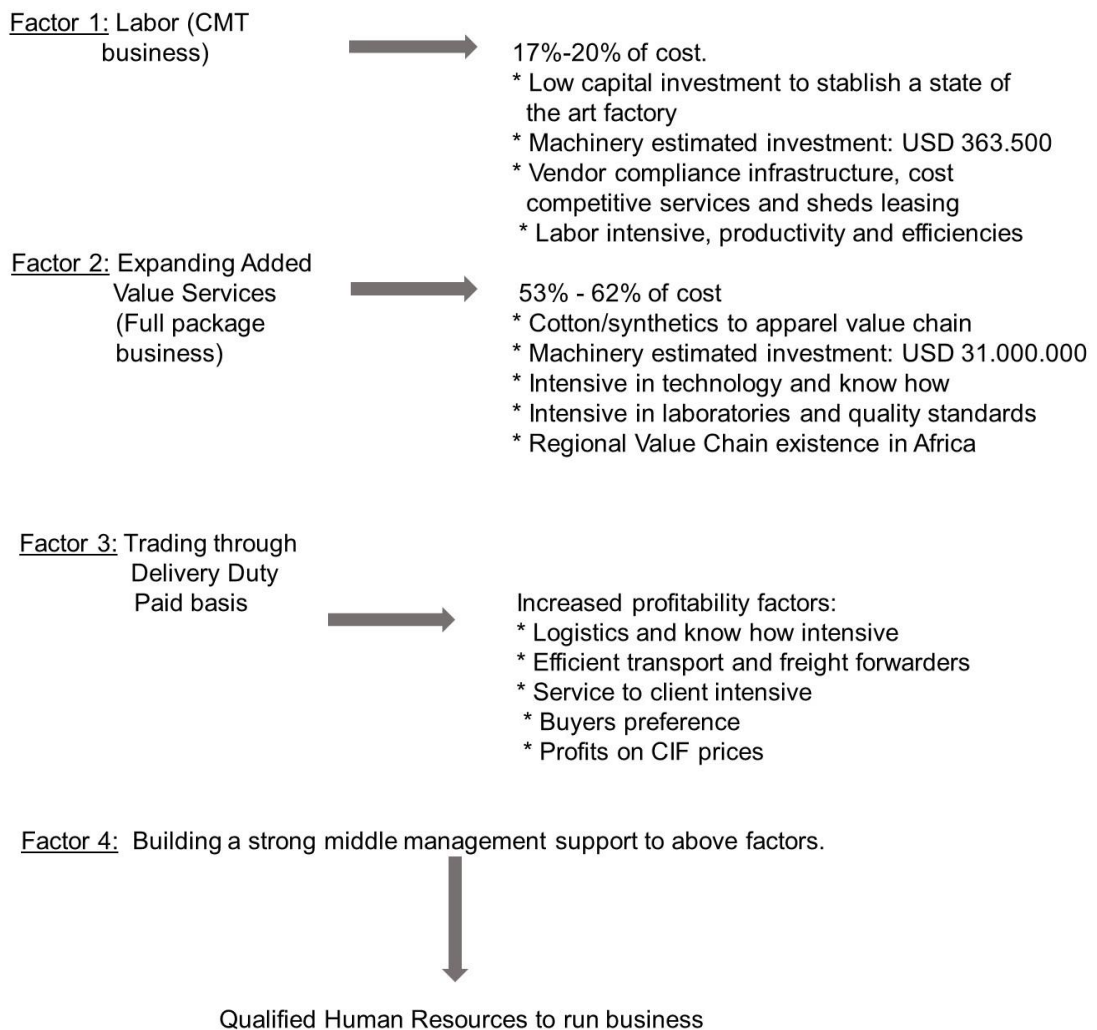 Factor 1: Labor (CMT
business)
17%-20% of cost.
* Low capital investment to stablish a state of
the art factory
* Machinery estimated investment: USD 363.500
* Vendor compliance infrastructure, cost
competitive services and sheds leasing
* Labor intensive, productivity and efficiencies
Factor 2: Expanding Added
Value Services
(Full package
business)
53% - 62% of cost
* Cotton/synthetics to apparel value chain
* Machinery estimated investment: USD 31.000.000
* Intensive in technology and know how
* Intensive in laboratories and quality standards
* Regional Value Chain existence in Africa
Factor 3: Trading through
Delivery Duty
Paid basis
Increased profitability factors:
* Logistics and know how intensive
* Efficient transport and freight forwarders
* Service to client intensive
* Buyers preference
* Profits on CIF prices
Factor 4: Building a strong middle management support to above factors.
Qualified Human Resources to run business